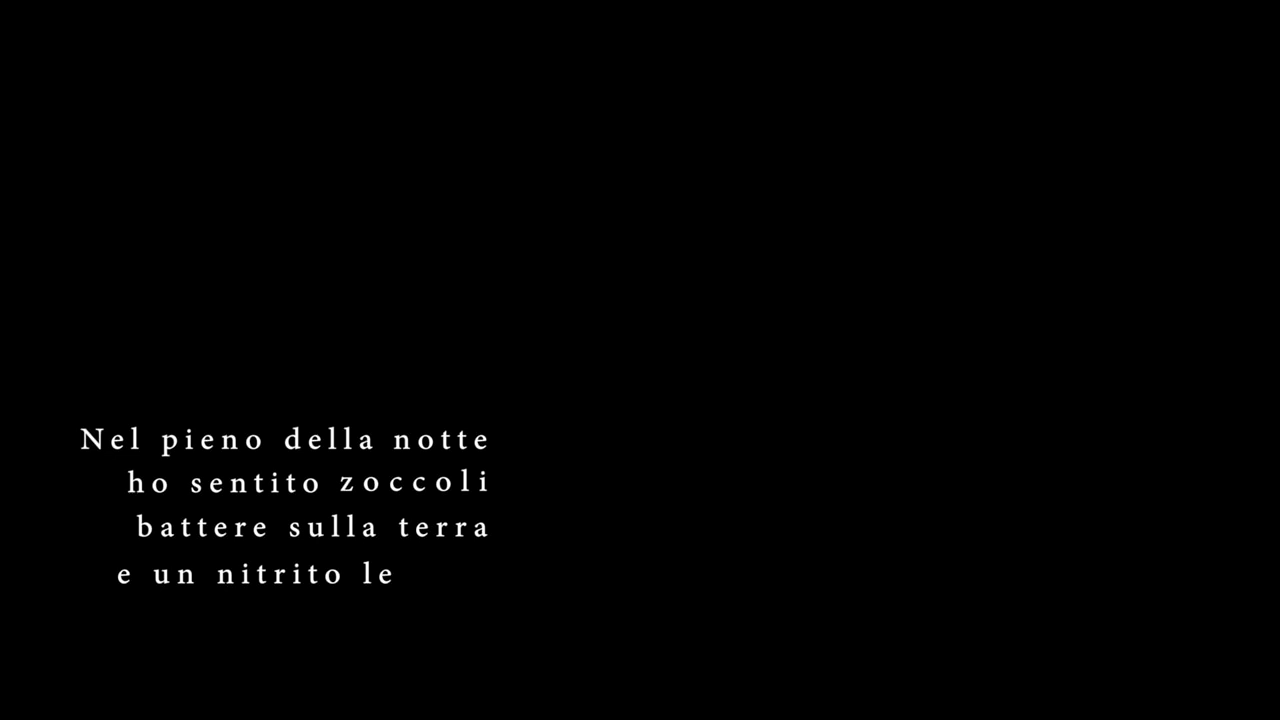 Nel pieno della notte
ho sentito zoccoli
battere sulla terra
e un nitrito le